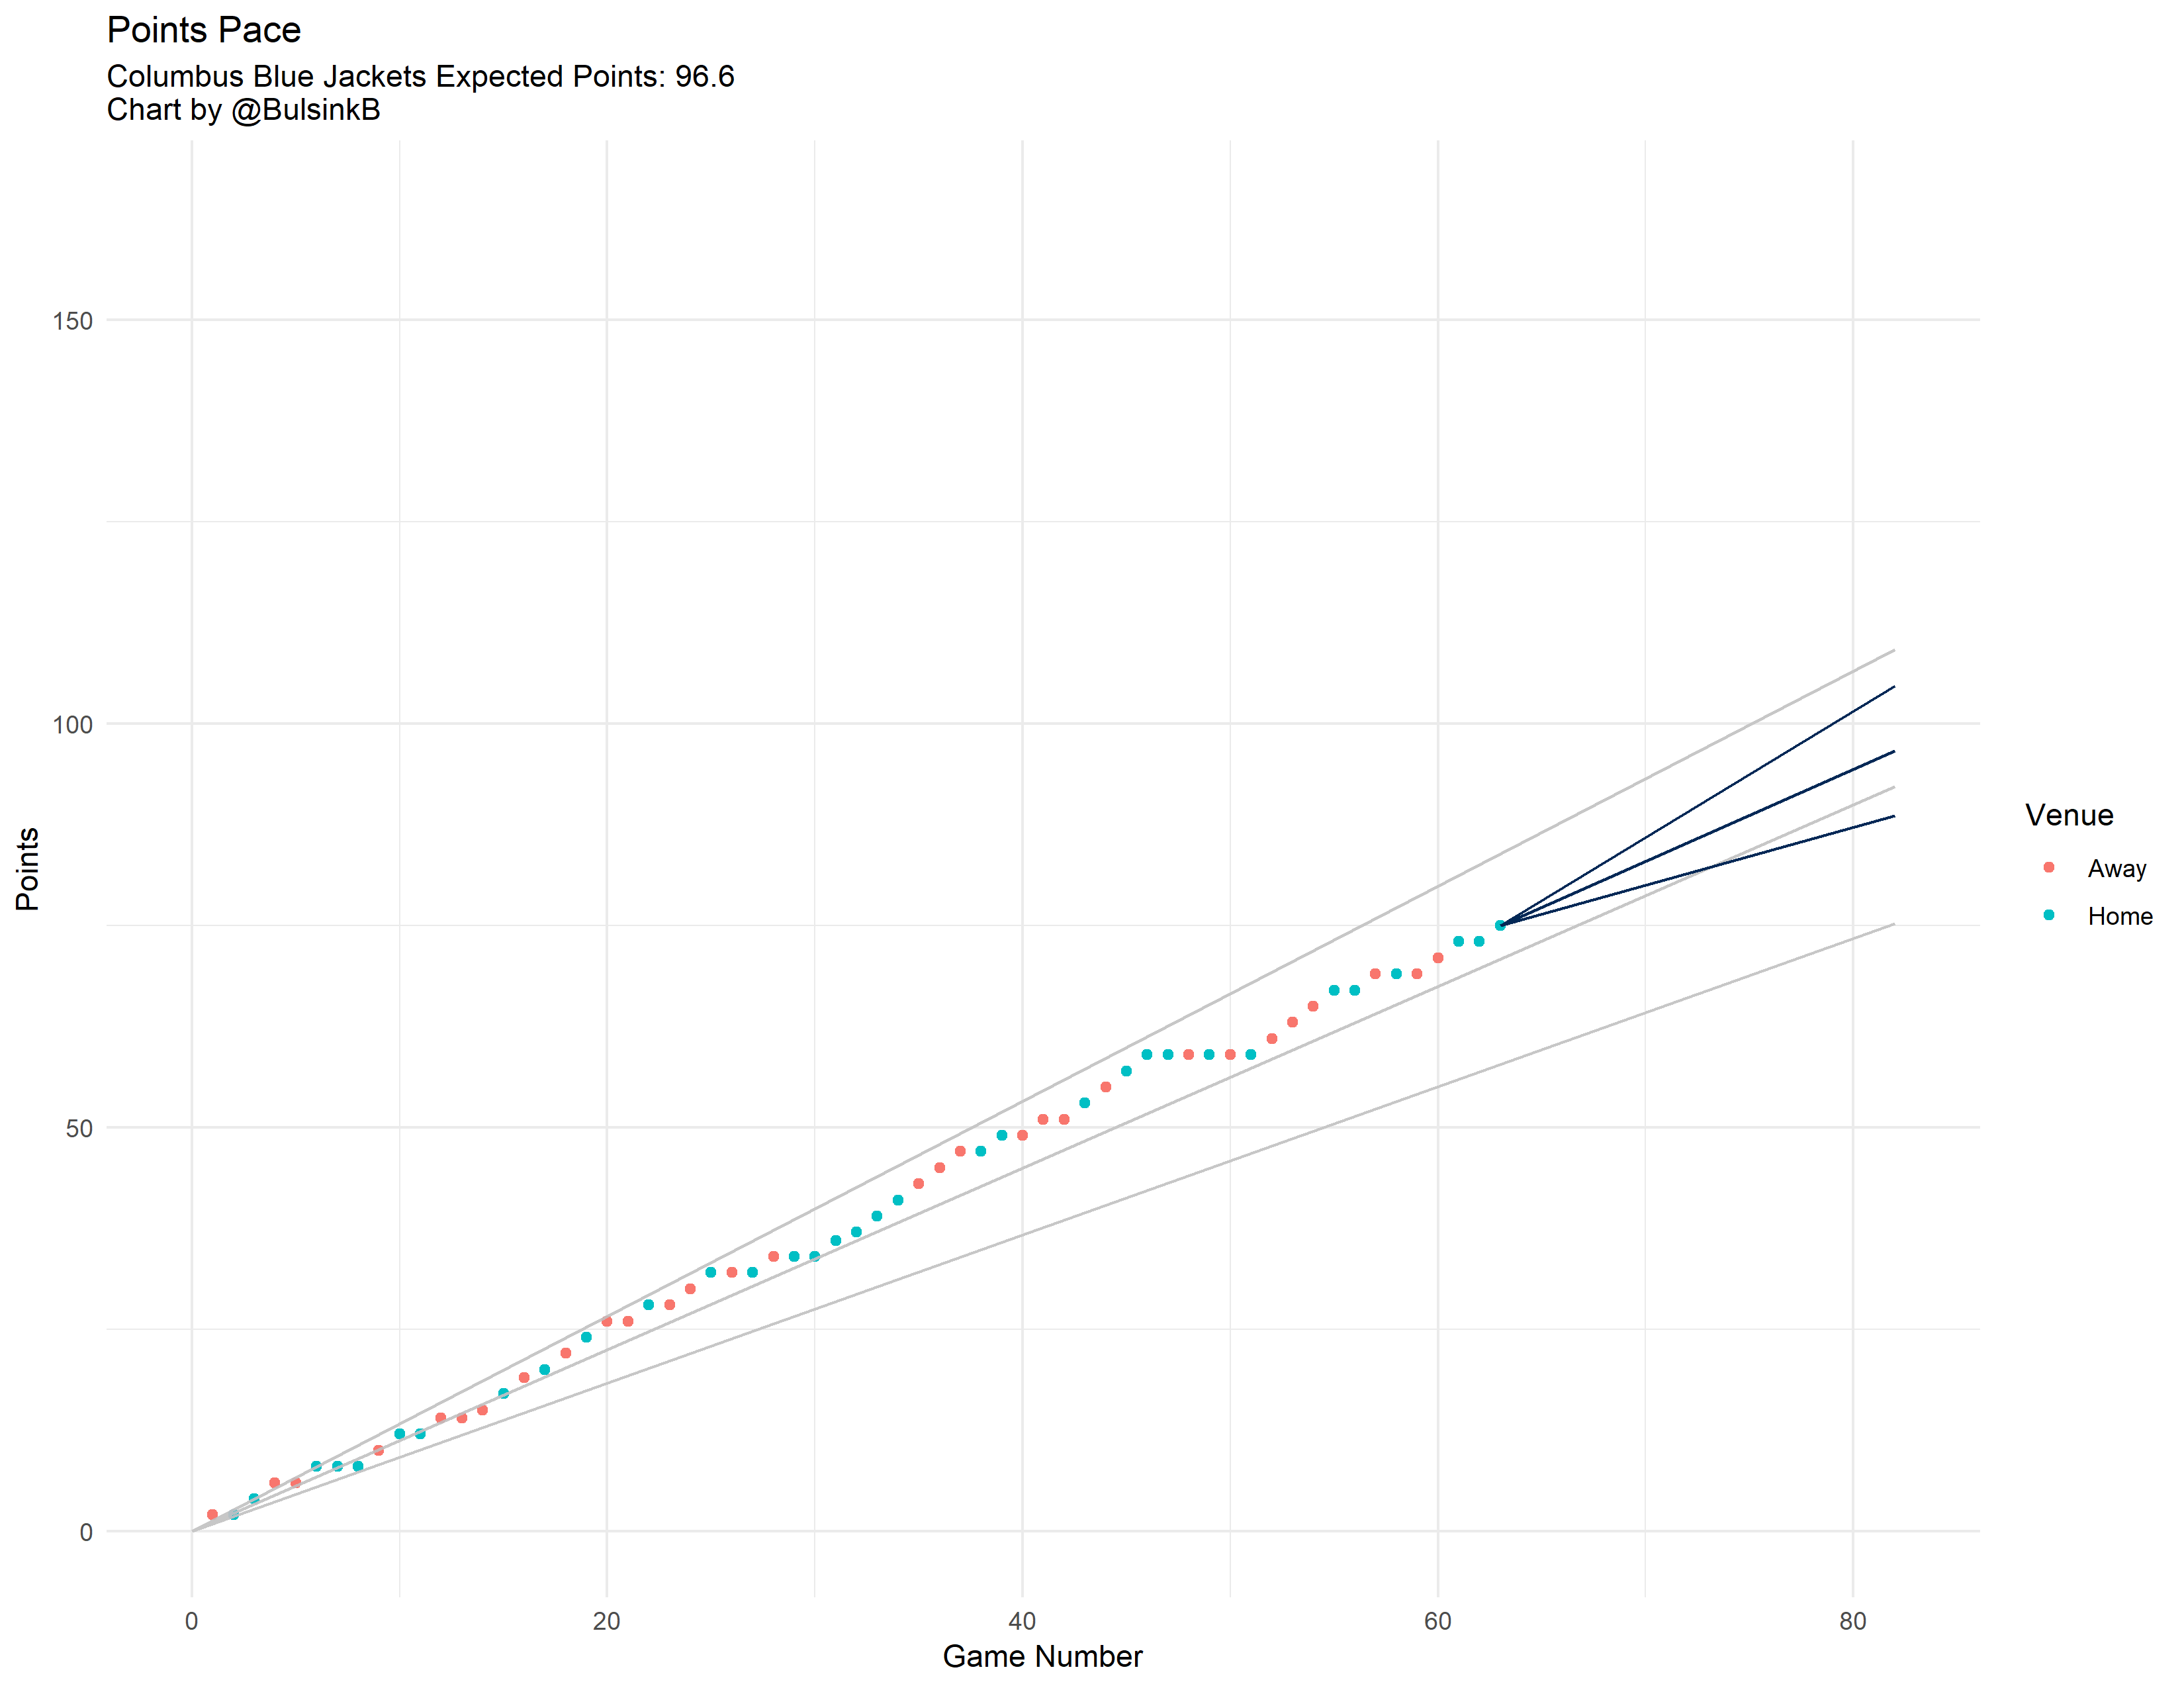 Points Pace
Columbus Blue Jackets Expected Points: 96.6
Chart by @BulsinkB
150
100
50
0
Points
0 20 40 60 80
Game Number
Venue
Away
Home